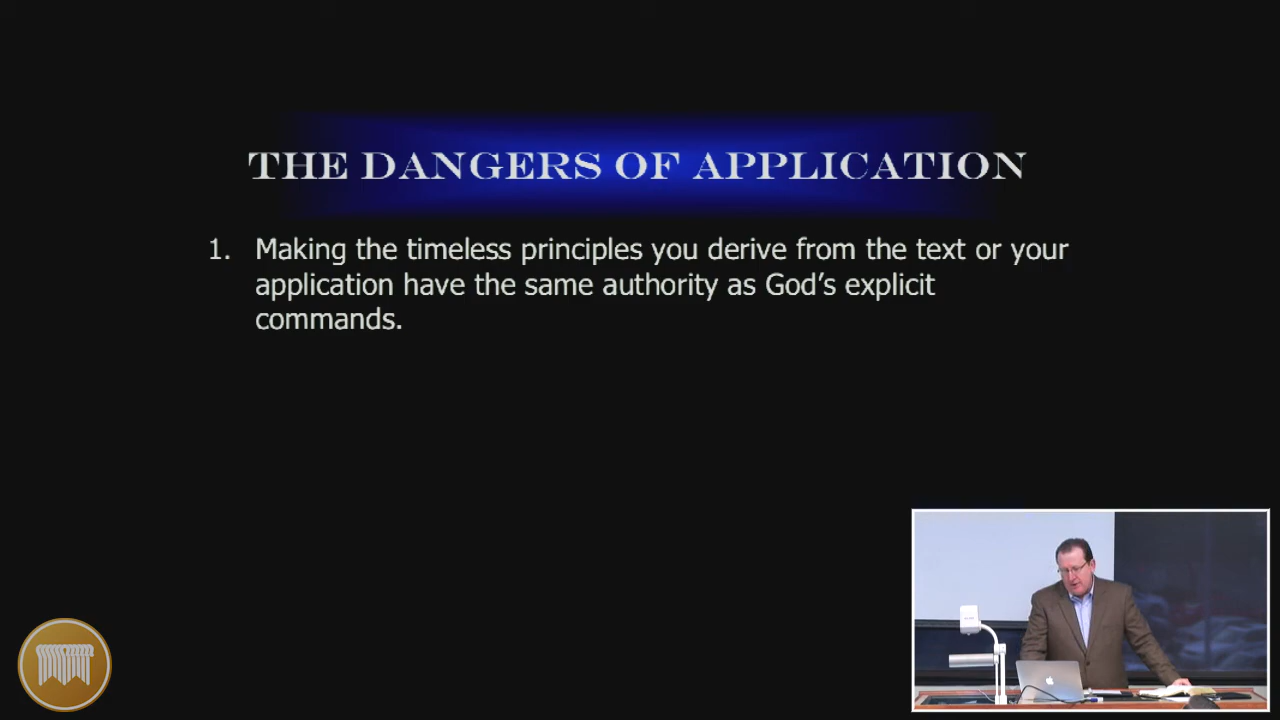 THE DANGERS OF APPLICATION
1. Making the timeless principles you derive from the text or your
application have the same authority as God's explicit
commands.